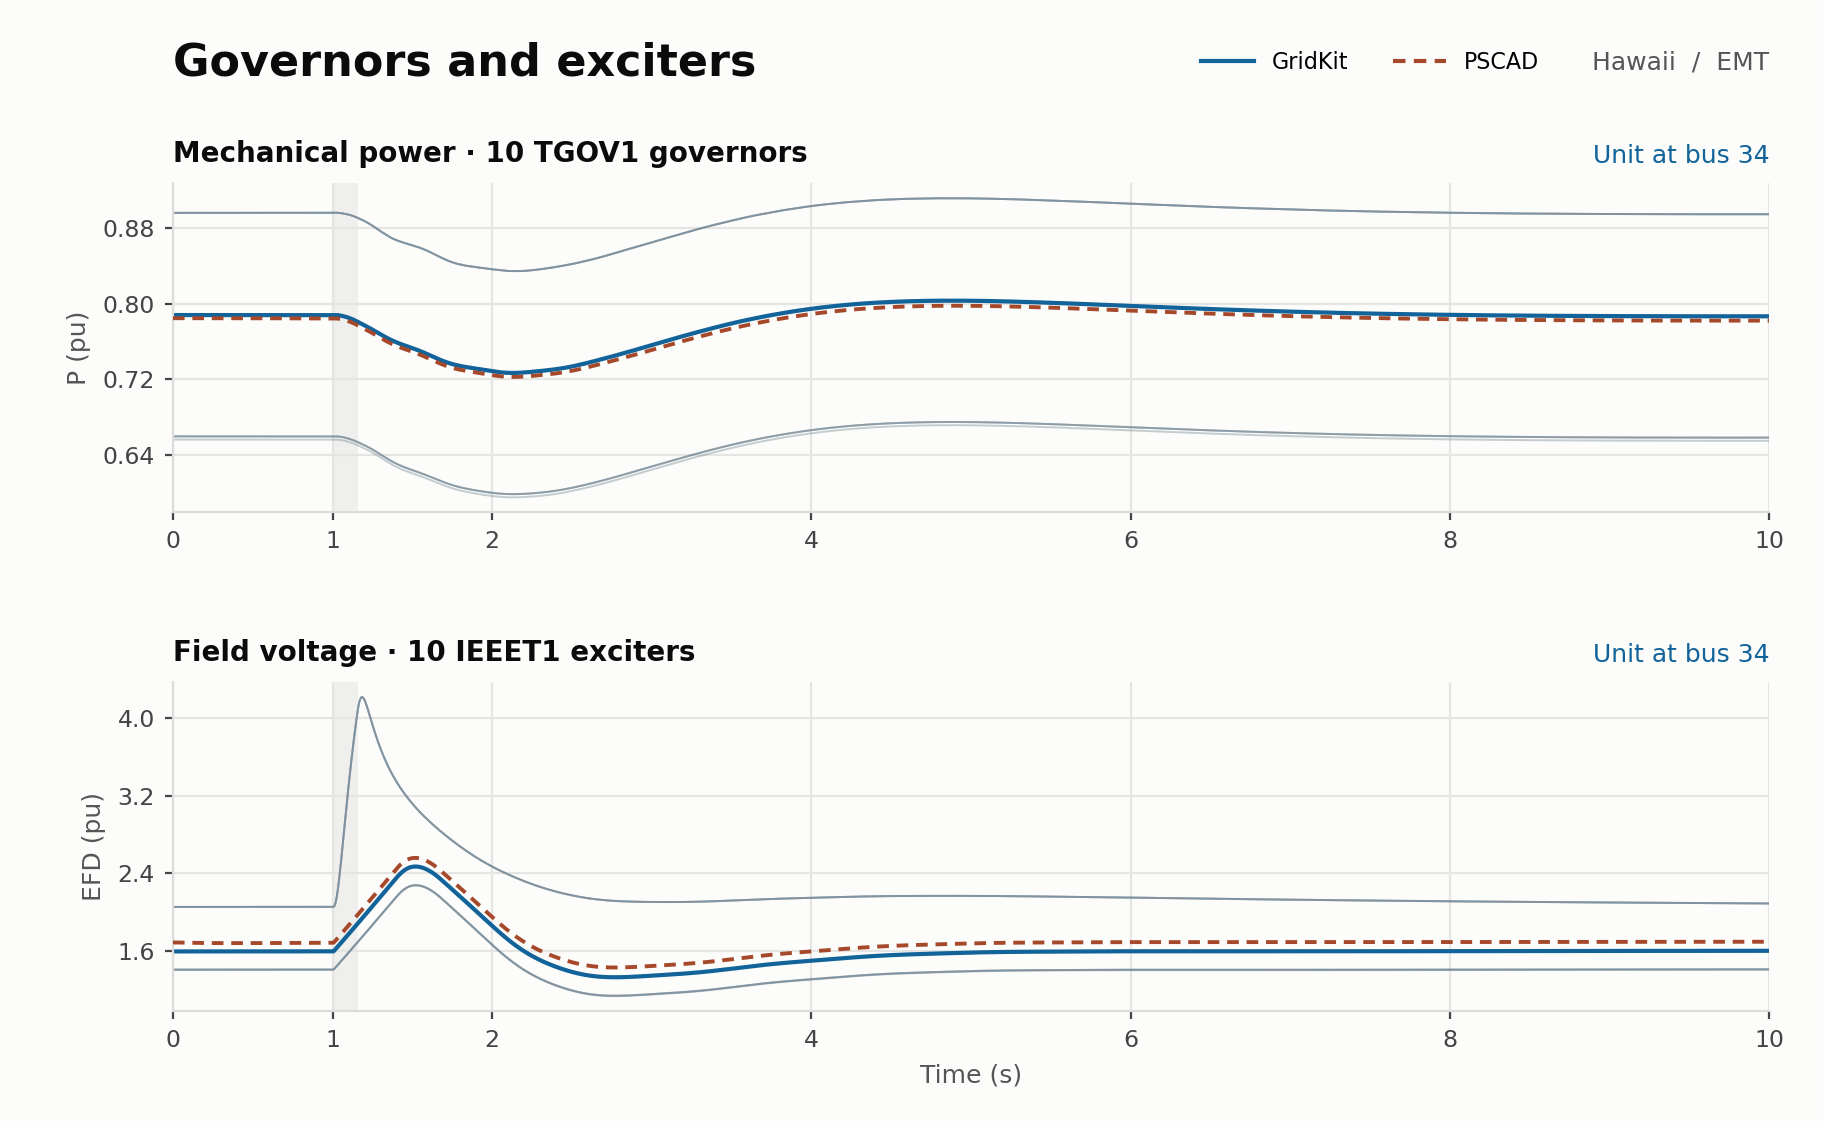 Governors and exciters
GridKit PSCAD Hawaii / EMT
Mechanical power · 10 TGOV1 governors
Unit at bus 34
P (pu)
0.88
0.80
0.72
0.64
0 1 2 4 6 8 10
Field voltage · 10 IEEET1 exciters
Unit at bus 34
EFD (pu)
4.0
3.2
2.4
1.6
0 1 2 4 6 8 10
Time (s)